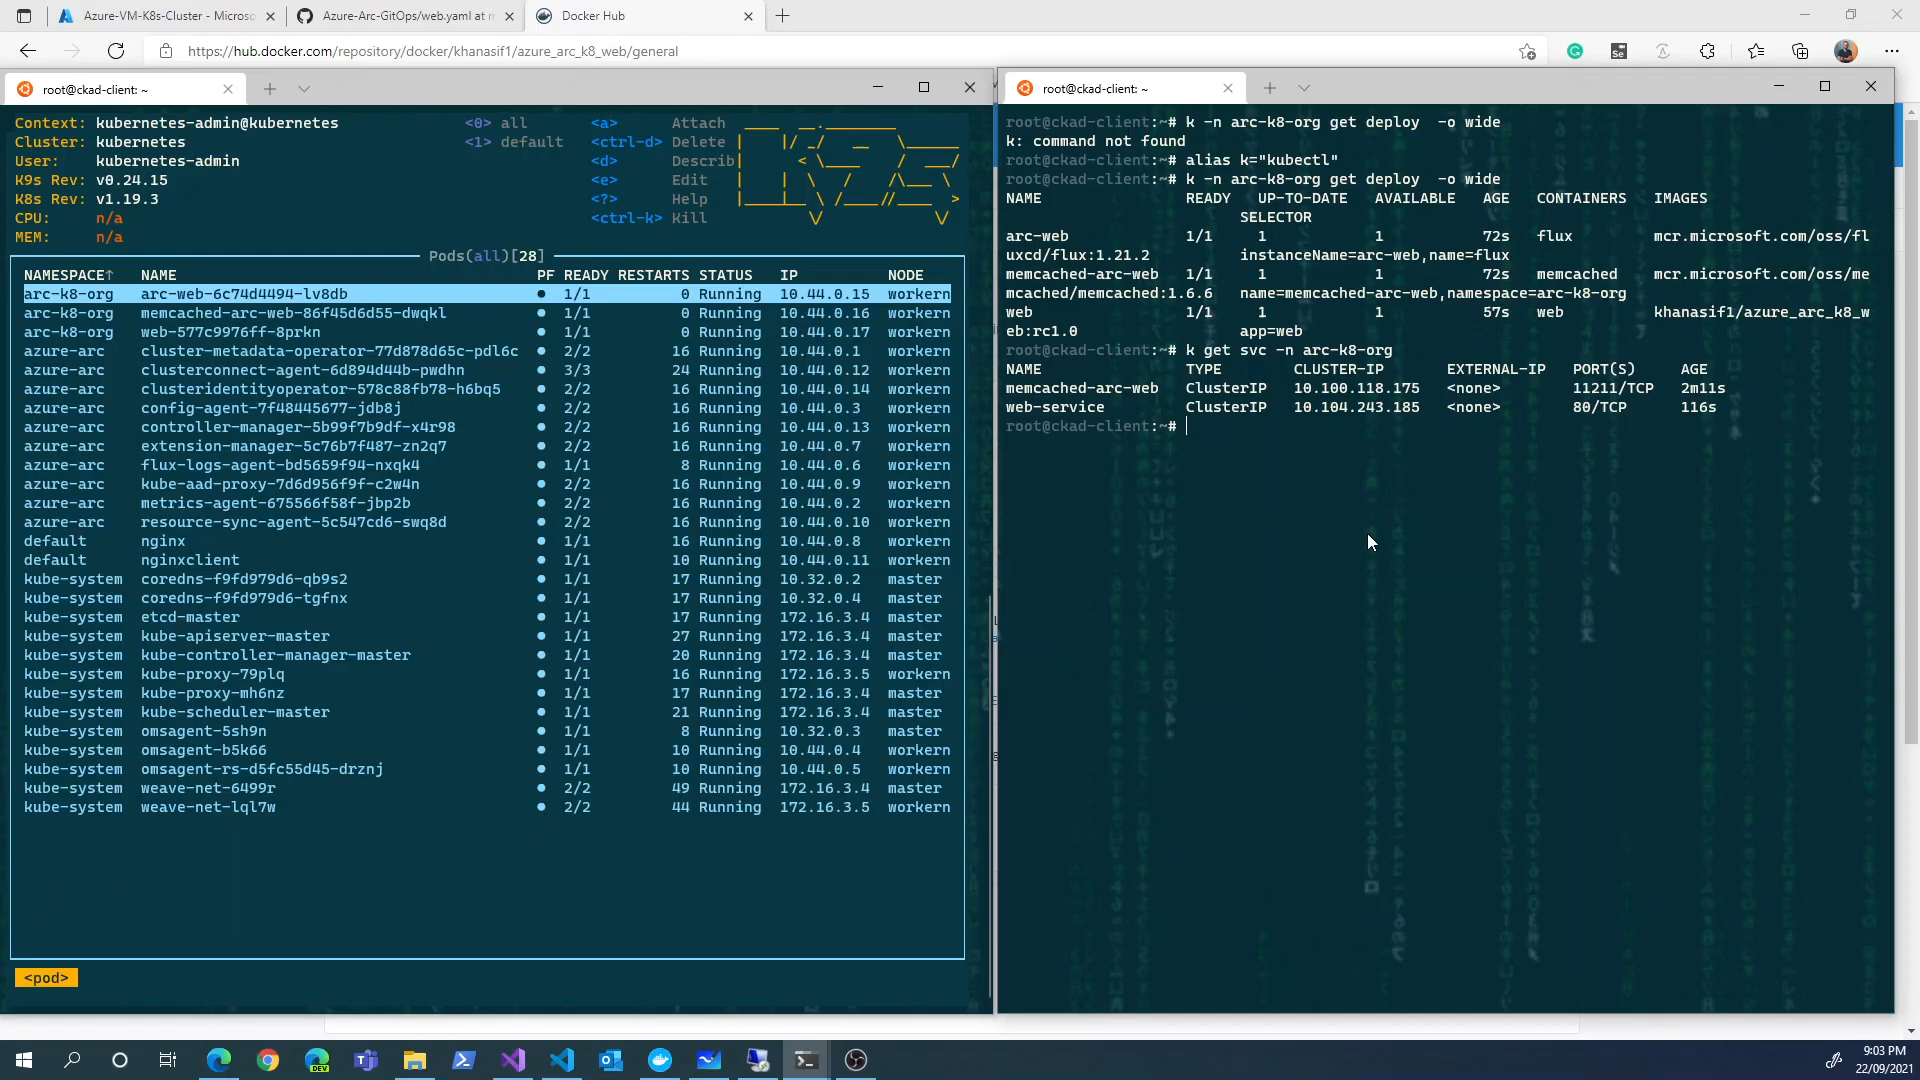 Azure-VM-K8s-Cluster - Microso
Azure-Arc-GitOps/web.yaml at m
Docker Hub
https://hub.docker.com/repository/docker/khanasif1/azure_arc_k8_web/general
root@ckad-client: ~
Context: kubernetes-admin@kubernetes <0> all <a> Attach
Cluster: kubernetes <1> default <ctrl-d> Delete
User: kubernetes-admin <d> Describ
K9s Rev: v0.24.15 <e> Edit
K8s Rev: v1.19.3 <?> Help
CPU: n/a <ctrl-k> Kill
MEM: n/a
Pods(all)[28]
NAMESPACE↑ NAME PF READY RESTARTS STATUS IP NODE
arc-k8-org arc-web-6c74d4494-lv8db ● 1/1 0 Running 10.44.0.15 workern
arc-k8-org memcached-arc-web-86f45d6d55-dwqkl ● 1/1 0 Running 10.44.0.16 workern
arc-k8-org web-577c9976ff-8prkn ● 1/1 0 Running 10.44.0.17 workern
azure-arc cluster-metadata-operator-77d878d65c-pdl6c ● 2/2 16 Running 10.44.0.1 workern
azure-arc clusterconnect-agent-6d894d44b-pwdhn ● 3/3 24 Running 10.44.0.12 workern
azure-arc clusteridentityoperator-578c88fb78-h6bq5 ● 2/2 16 Running 10.44.0.14 workern
azure-arc config-agent-7f48445677-jdb8j ● 2/2 16 Running 10.44.0.3 workern
azure-arc controller-manager-5b99f7b9df-x4r98 ● 2/2 16 Running 10.44.0.13 workern
azure-arc extension-manager-5c76b7f487-zn2q7 ● 2/2 16 Running 10.44.0.7 workern
azure-arc flux-logs-agent-bd5659f94-nxqk4 ● 1/1 8 Running 10.44.0.6 workern
azure-arc kube-aad-proxy-7d6d956f9f-c2w4n ● 2/2 16 Running 10.44.0.9 workern
azure-arc metrics-agent-675566f58f-jbp2b ● 2/2 16 Running 10.44.0.2 workern
azure-arc resource-sync-agent-5c547cd6-swq8d ● 2/2 16 Running 10.44.0.10 workern
default nginx ● 1/1 16 Running 10.44.0.8 workern
default nginxclient ● 1/1 10 Running 10.44.0.11 workern
kube-system coredns-f9fd979d6-qb9s2 ● 1/1 17 Running 10.32.0.2 master
kube-system coredns-f9fd979d6-tgfnx ● 1/1 17 Running 10.32.0.4 master
kube-system etcd-master ● 1/1 17 Running 172.16.3.4 master
kube-system kube-apiserver-master ● 1/1 27 Running 172.16.3.4 master
kube-system kube-controller-manager-master ● 1/1 20 Running 172.16.3.4 master
kube-system kube-proxy-79plq ● 1/1 16 Running 172.16.3.5 workern
kube-system kube-proxy-mh6nz ● 1/1 17 Running 172.16.3.4 master
kube-system kube-scheduler-master ● 1/1 21 Running 172.16.3.4 master
kube-system omsagent-5sh9n ● 1/1 8 Running 10.32.0.3 master
kube-system omsagent-b5k66 ● 1/1 10 Running 10.44.0.4 workern
kube-system omsagent-rs-d5fc55d45-drznj ● 1/1 10 Running 10.44.0.5 workern
kube-system weave-net-6499r ● 2/2 49 Running 172.16.3.4 master
kube-system weave-net-lql7w ● 2/2 44 Running 172.16.3.5 workern
<pod>
root@ckad-client: ~
root@ckad-client:~# k -n arc-k8-org get deploy -o wide
k: command not found
root@ckad-client:~# alias k="kubectl"
root@ckad-client:~# k -n arc-k8-org get deploy -o wide
NAME READY UP-TO-DATE AVAILABLE AGE CONTAINERS IMAGES
SELECTOR
arc-web 1/1 1 1 72s flux mcr.microsoft.com/oss/fl
uxcd/flux:1.21.2 instanceName=arc-web,name=flux
memcached-arc-web 1/1 1 1 72s memcached mcr.microsoft.com/oss/me
mcached/memcached:1.6.6 name=memcached-arc-web,namespace=arc-k8-org
web 1/1 1 1 57s web khanasif1/azure_arc_k8_w
eb:rc1.0 app=web
root@ckad-client:~# k get svc -n arc-k8-org
NAME TYPE CLUSTER-IP EXTERNAL-IP PORT(S) AGE
memcached-arc-web ClusterIP 10.100.118.175 <none> 11211/TCP 2m11s
web-service ClusterIP 10.104.243.185 <none> 80/TCP 116s
root@ckad-client:~#
9:03 PM
22/09/2021